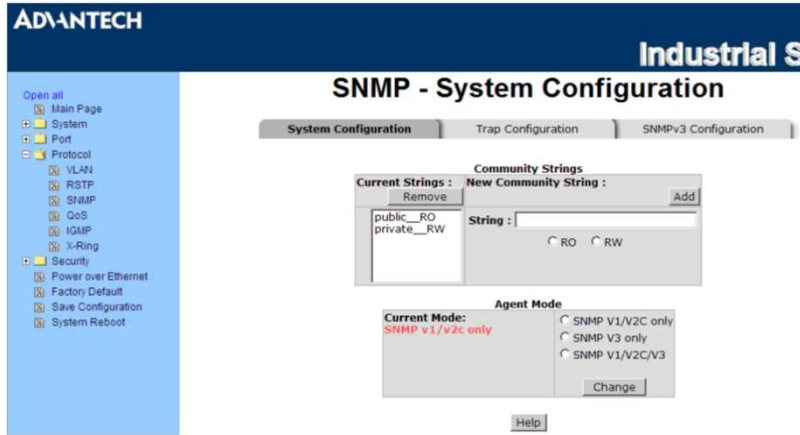 ADVANTECH
Industrial S
SNMP - System Configuration
Open all
Main Page
System
Port
Protocol
VLAN
RSTP
SNMP
QoS
IGMP
X-Ring
Security
Power over Ethernet
Factory Default
Save Configuration
System Reboot
System Configuration
Trap Configuration
SNMPv3 Configuration
Community Strings
Current Strings : New Community String :
Remove
Add
public__RO
private__RW
String :
RO RW
Agent Mode
Current Mode:
SNMP v1/v2c only
SNMP V1/V2C only
SNMP V3 only
SNMP V1/V2C/V3
Change
Help